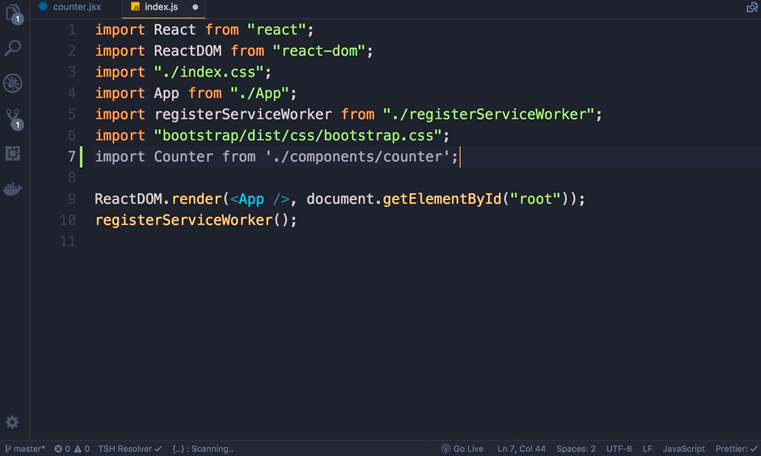 counter.jsx index.js
1 import React from "react";
2 import ReactDOM from "react-dom";
3 import "./index.css";
4 import App from "./App";
5 import registerServiceWorker from "./registerServiceWorker";
6 import "bootstrap/dist/css/bootstrap.css";
7 import Counter from './components/counter';
8
9 ReactDOM.render(<App />, document.getElementById("root"));
10 registerServiceWorker();
11
1
1
master* 0 0 TSH Resolver ✓ {..} : Scanning.. Go Live Ln 7, Col 44 Spaces: 2 UTF-8 LF JavaScript Prettier: ✓